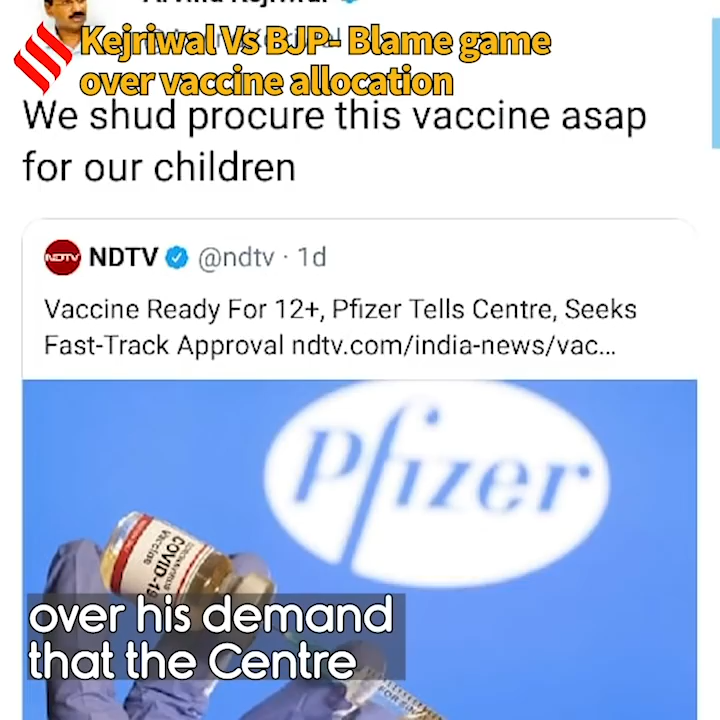 Kejriwal Vs BJP- Blame game
over vaccine allocation
We shud procure this vaccine asap
for our children
NDTV
NDTV @ndtv · 1d
Vaccine Ready For 12+, Pfizer Tells Centre, Seeks
Fast-Track Approval ndtv.com/india-news/vac...
Pfizer
COVID-19
Vaccine
over his demand
that the Centre